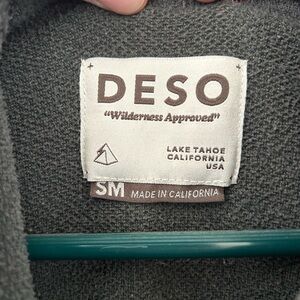 DESO
"Wilderness Approved"
LAKE TAHOE
CALIFORNIA
USA
SM MADE IN CALIFORNIA